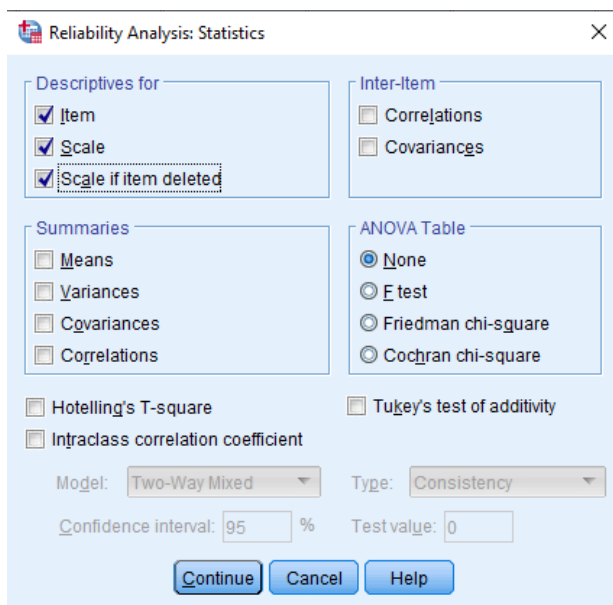 Reliability Analysis: Statistics
Descriptives for
Item
Scale
Scale if item deleted
Inter-Item
Correlations
Covariances
Summaries
Means
Variances
Covariances
Correlations
ANOVA Table
None
F test
Friedman chi-square
Cochran chi-square
Hotelling's T-square
Tukey's test of additivity
Intraclass correlation coefficient
Model: Two-Way Mixed
Type: Consistency
Confidence interval: 95 %
Test value: 0
Continue
Cancel
Help